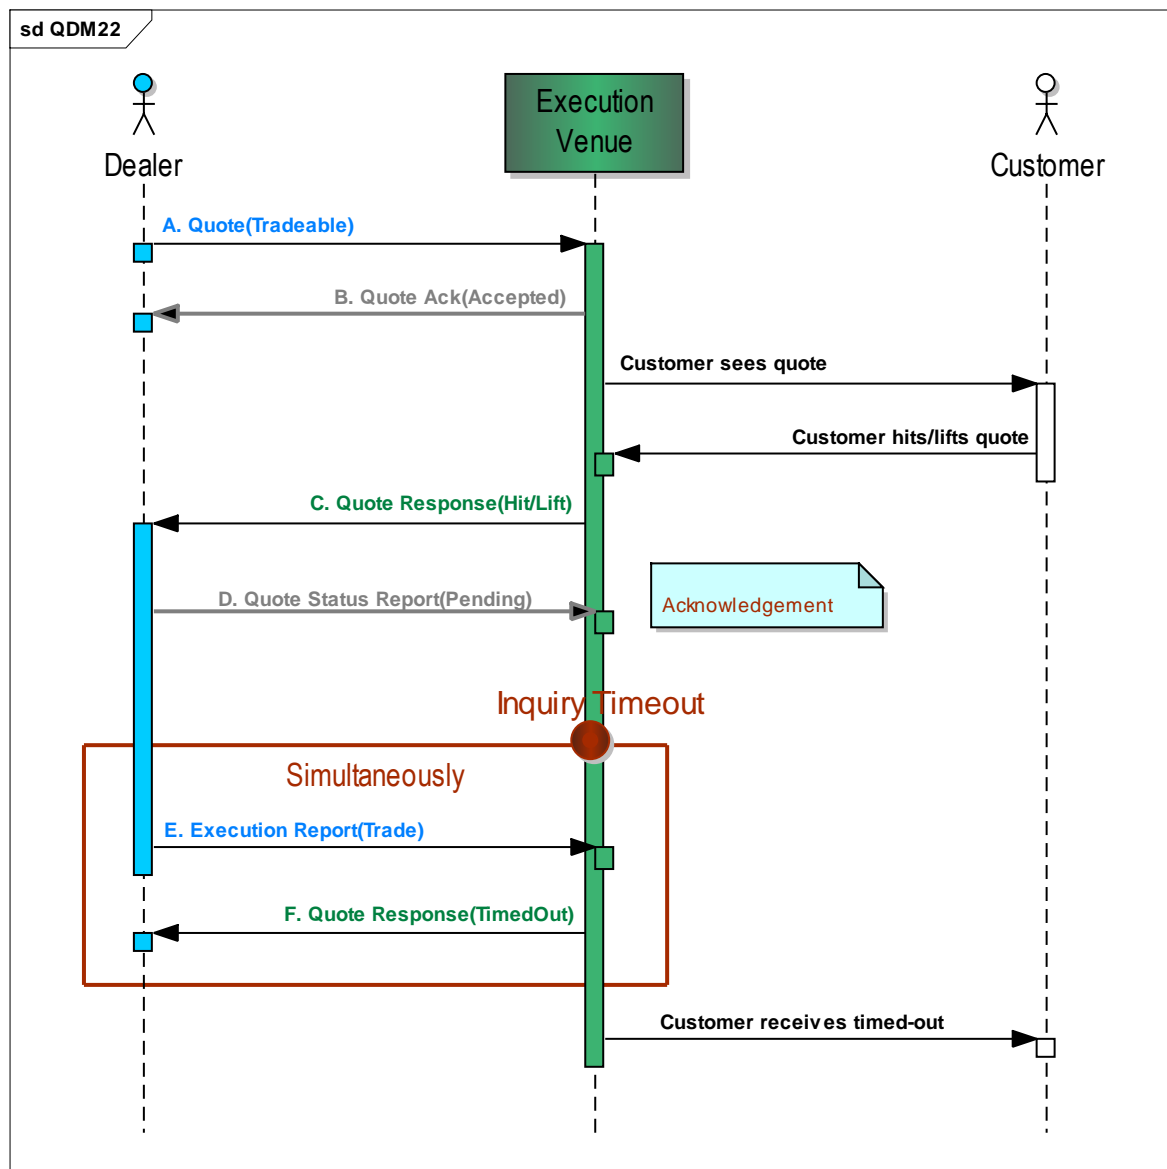 sd QDM22
Dealer
Execution
Venue
Customer
A. Quote(Tradeable)
B. Quote Ack(Accepted)
Customer sees quote
Customer hits/lifts quote
C. Quote Response(Hit/Lift)
D. Quote Status Report(Pending)
Acknowledgement
Inquiry Timeout
Simultaneously
E. Execution Report(Trade)
F. Quote Response(TimedOut)
Customer receives timed-out